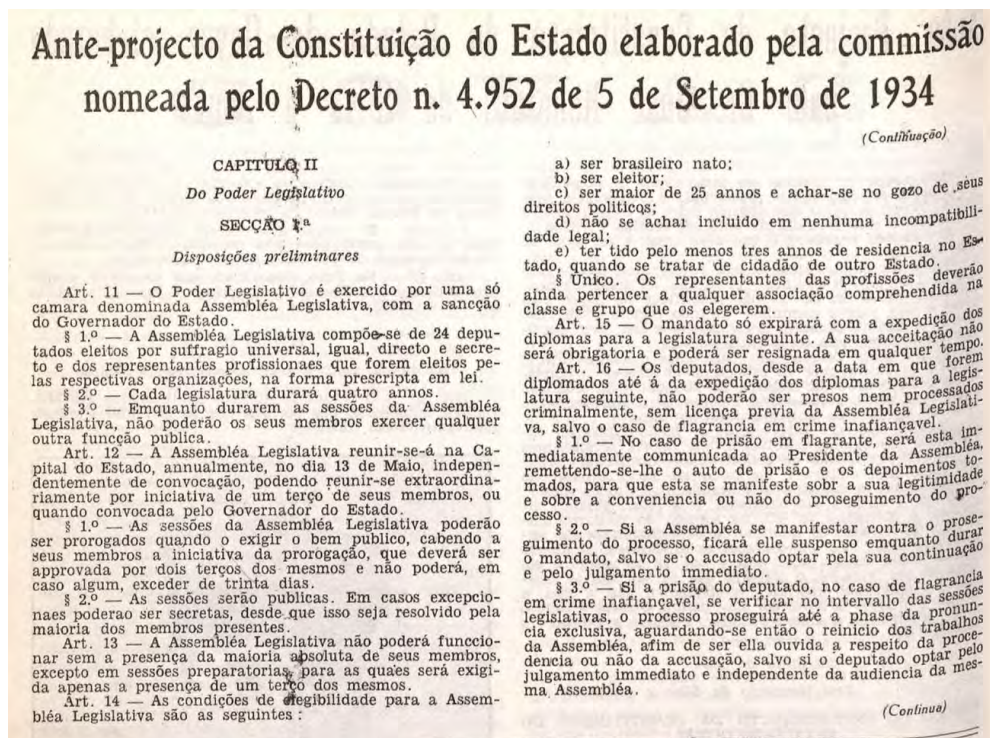 Ante-projecto da Constituição do Estado elaborado pela commissão
nomeada pelo Decreto n. 4.952 de 5 de Setembro de 1934
(Continuação)
CAPITULO II
Do Poder Legislativo
SECÇÃO 1.ª
Disposições preliminares
Art. 11 — O Poder Legislativo é exercido por uma só
camara denominada Assembléa Legislativa, com a sancção
do Governador do Estado.
§ 1.º — A Assembléa Legislativa compõe-se de 24 depu-
tados eleitos por suffragio universal, igual, directo e secre-
to e dos representantes profissionaes que forem eleitos pe-
las respectivas organizações, na forma prescripta em lei.
§ 2.º — Cada legislatura durará quatro annos.
§ 3.º — Emquanto durarem as sessões da Assembléa
Legislativa, não poderão os seus membros exercer qualquer
outra funcção publica.
Art. 12 — A Assembléa Legislativa reunir-se-á na Ca-
pital do Estado, annualmente, no dia 13 de Maio, indepen-
dentemente de convocação, podendo reunir-se extraordina-
riamente por iniciativa de um terço de seus membros, ou
quando convocada pelo Governador do Estado.
§ 1.º — As sessões da Assembléa Legislativa poderão
ser prorogados quando o exigir o bem publico, cabendo a
seus membros a iniciativa da prorogação, que deverá ser
approvada por dois terços dos mesmos e não poderá, em
caso algum, exceder de trinta dias.
§ 2.º — As sessões serão publicas. Em casos excepcio-
naes poderao ser secretas, desde que isso seja resolvido pela
maioria dos membros presentes.
Art. 13 — A Assembléa Legislativa não poderá funccio-
nar sem a presença da maioria absoluta de seus membros,
excepto em sessões preparatorias, para as quaes será exigi-
da apenas a presença de um terço dos mesmos.
Art. 14 — As condições de elegibilidade para a Assem-
bléa Legislativa são as seguintes :
a) ser brasileiro nato;
b) ser eleitor;
c) ser maior de 25 annos e achar-se no gozo de seus
direitos politicos;
d) não se achar incluido em nenhuma incompatibili-
dade legal;
e) ter tido pelo menos tres annos de residencia no Es-
tado, quando se tratar de cidadão de outro Estado.
§ Unico. Os representantes das profissões deverão
ainda pertencer a qualquer associação comprehendida na
classe e grupo que os elegerem.
Art. 15 — O mandato só expirará com a expedição dos
diplomas para a legislatura seguinte. A sua acceitação não
será obrigatoria e poderá ser resignada em qualquer tempo.
Art. 16 — Os deputados, desde a data em que forem
diplomados até á da expedição dos diplomas para a legis-
latura seguinte, não poderão ser presos nem processados
criminalmente, sem licença previa da Assembléa Legislati-
va, salvo o caso de flagrancia em crime inafiançavel.
§ 1.º — No caso de prisão em flagrante, será esta im-
mediatamente communicada ao Presidente da Assembléa,
remettendo-se-lhe o auto de prisão e os depoimentos to-
mados, para que esta se manifeste sobr a sua legitimidade
e sobre a conveniencia ou não do proseguimento do pro-
cesso.
§ 2.º — Si a Assembléa se manifestar contra o prose-
guimento do processo, ficará elle suspenso emquanto durar
o mandato, salvo se o accusado optar pela sua continuação
e pelo julgamento immediato.
§ 3.º — Si a prisão do deputado, no caso de flagrancia
em crime inafiançavel, se verificar no intervallo das sessões
legislativas, o processo proseguirá até a phase da pronun-
cia exclusiva, aguardando-se então o reinicio dos trabalhos
da Assembléa, afim de ser ella ouvida a respeito da proce-
dencia ou não da accusação, salvo si o deputado optar pelo
julgamento immediato e independente da audiencia da mes-
ma Assembléa.
(Continua)